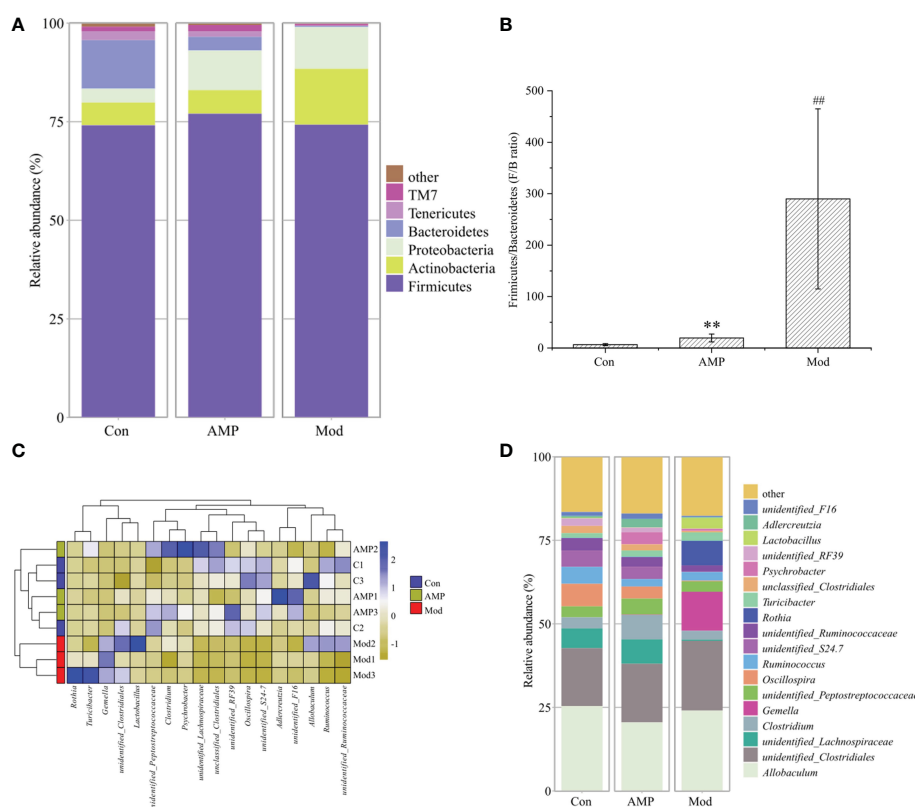 A
Relative abundance (%)
100
75
50
25
0
Con
AMP
Mod
other
TM7
Tenericutes
Bacteroidetes
Proteobacteria
Actinobacteria
Firmicutes
B
Frimicutes/Bacteroidetes (F/B ratio)
500
400
300
200
100
0
**
##
Con
AMP
Mod
C
AMP2
C1
C3
AMP1
AMP3
C2
Mod2
Mod1
Mod3
2
1
0
-1
Con
AMP
Mod
Rothia
Turicibacter
Gemella
unidentified_Clostridiales
Lactobacillus
nidentified_Peptostreptococcaceae
Clostridium
Psychrobacter
unidentified_Lachnospiraceae
unclassified_Clostridiales
unidentified_RF39
Oscillospira
unidentified_S24-7
Adlercreutzia
unidentified_F16
Allobaculum
Ruminococcus
unidentified_Ruminococcaceae
D
Relative abundance (%)
100
75
50
25
0
Con
AMP
Mod
other
unidentified_F16
Adlercreutzia
Lactobacillus
unidentified_RF39
Psychrobacter
unclassified_Clostridiales
Turicibacter
Rothia
unidentified_Ruminococcaceae
unidentified_S24.7
Ruminococcus
Oscillospira
unidentified_Peptostreptococcaceae
Gemella
Clostridium
unidentified_Lachnospiraceae
unidentified_Clostridiales
Allobaculum